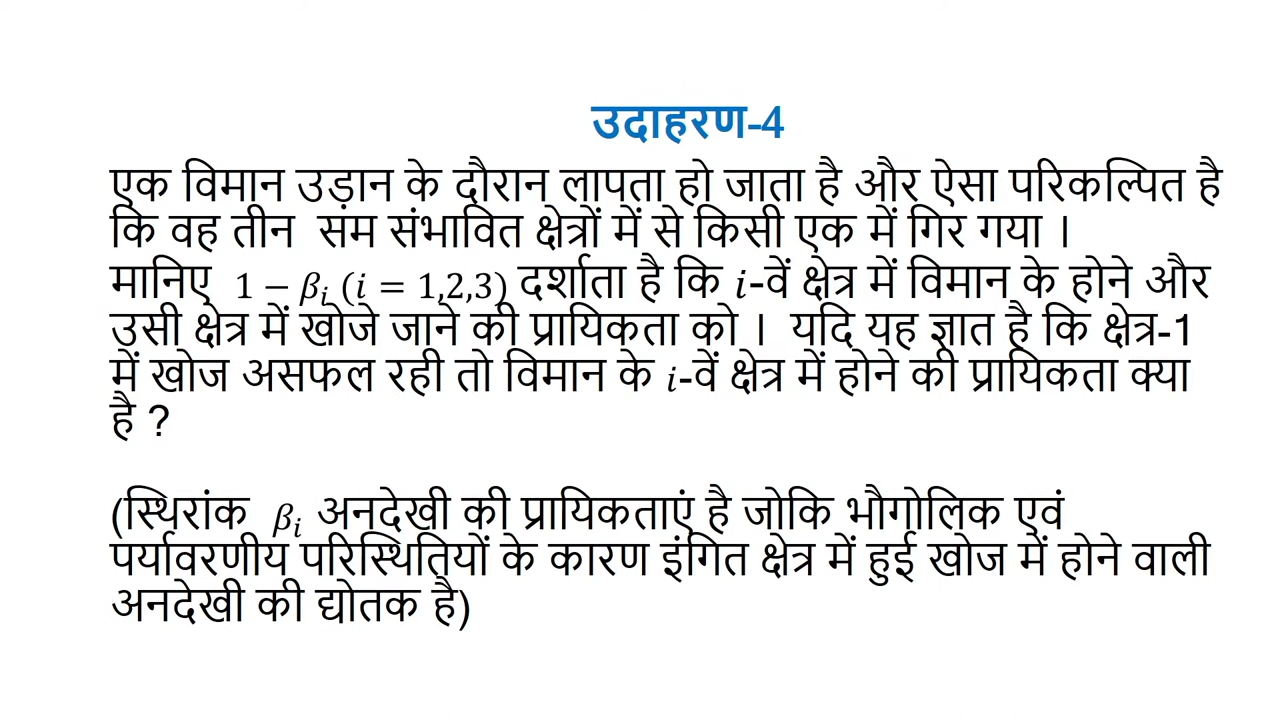 उदाहरण-4
एक विमान उड़ान के दौरान लापता हो जाता है और ऐसा परिकल्पित है
कि वह तीन सम संभावित क्षेत्रों में से किसी एक में गिर गया ।
मानिए 1 − βᵢ (i = 1,2,3) दर्शाता है कि i-वें क्षेत्र में विमान के होने और
उसी क्षेत्र में खोजे जाने की प्रायिकता को । यदि यह ज्ञात है कि क्षेत्र-1
में खोज असफल रही तो विमान के i-वें क्षेत्र में होने की प्रायिकता क्या
है ?
(स्थिरांक βᵢ अनदेखी की प्रायिकताएं है जोकि भौगोलिक एवं
पर्यावरणीय परिस्थितियों के कारण इंगित क्षेत्र में हुई खोज में होने वाली
अनदेखी की द्योतक है)